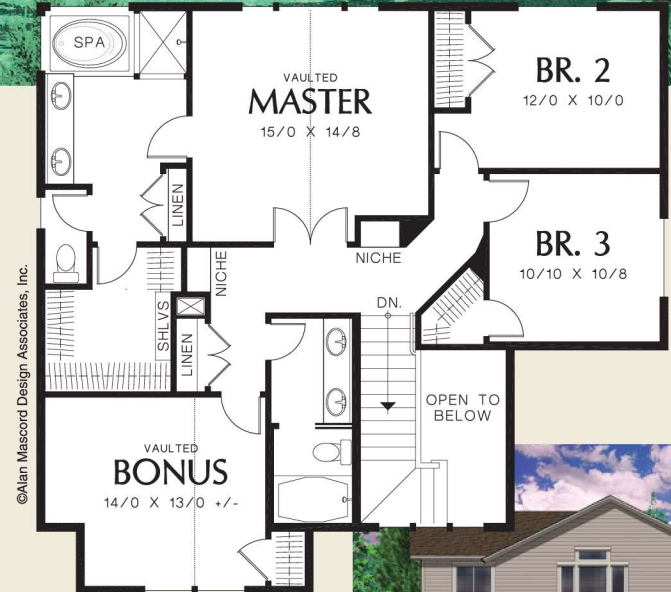 SPA
VAULTED
MASTER
15/0 X 14/8
BR. 2
12/0 X 10/0
LINEN
NICHE
NICHE
BR. 3
10/10 X 10/8
SHLVS
LINEN
DN.
OPEN TO
BELOW
VAULTED
BONUS
14/0 X 13/0 +/-
©Alan Mascord Design Associates, Inc.